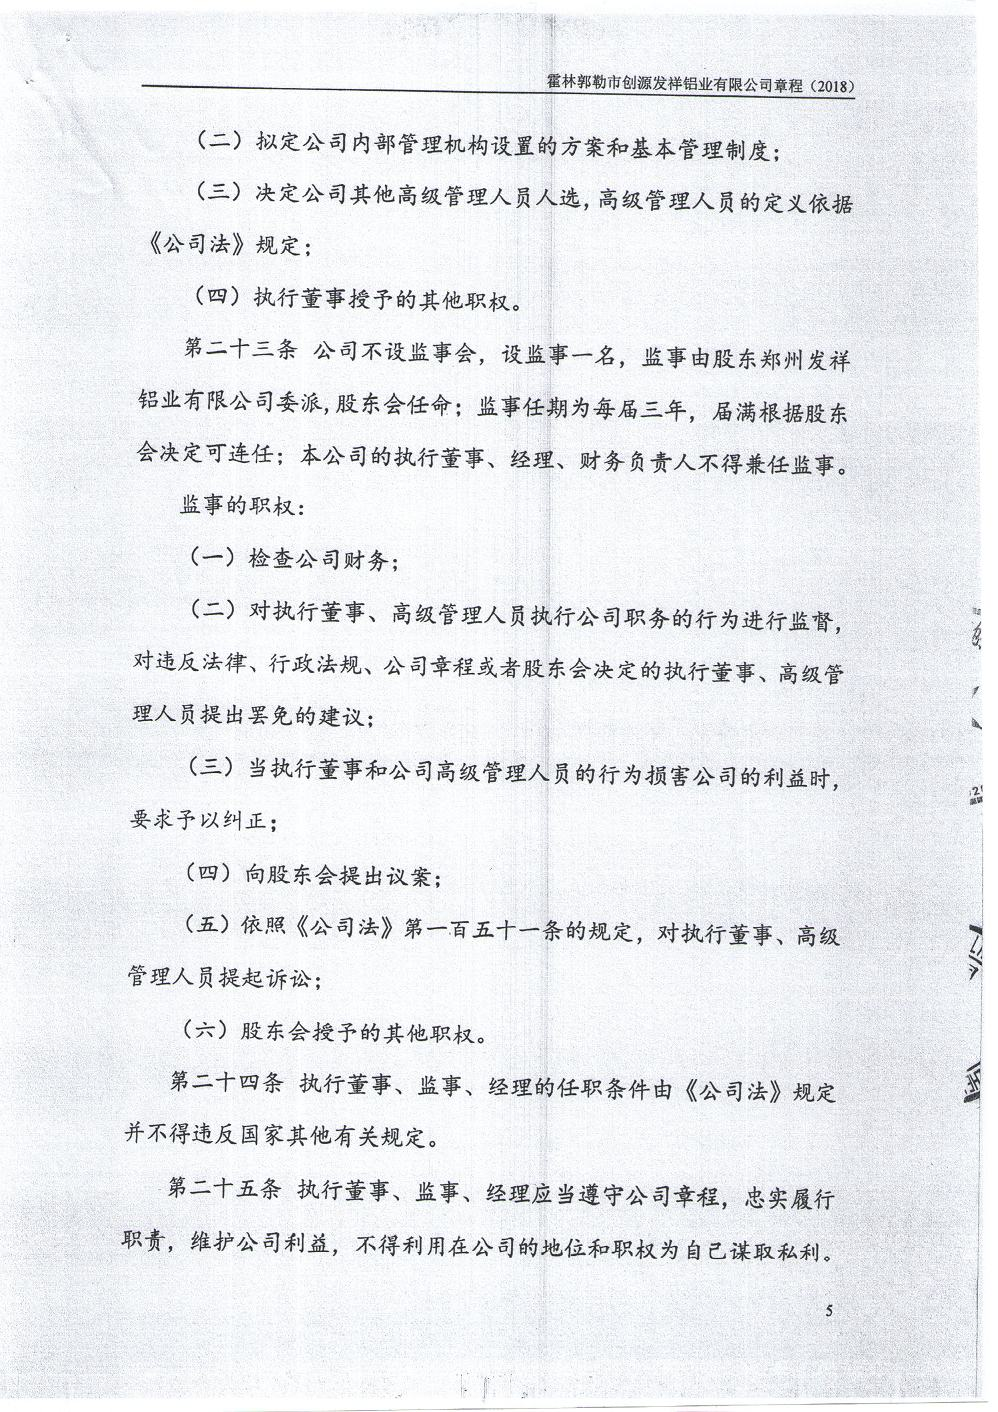 霍林郭勒市创源发祥铝业有限公司章程（2018）
（二）拟定公司内部管理机构设置的方案和基本管理制度；
（三）决定公司其他高级管理人员人选，高级管理人员的定义依据
《公司法》规定；
（四）执行董事授予的其他职权。
第二十三条 公司不设监事会，设监事一名，监事由股东郑州发祥
铝业有限公司委派，股东会任命；监事任期为每届三年，届满根据股东
会决定可连任；本公司的执行董事、经理、财务负责人不得兼任监事。
监事的职权：
（一）检查公司财务；
（二）对执行董事、高级管理人员执行公司职务的行为进行监督，
对违反法律、行政法规、公司章程或者股东会决定的执行董事、高级管
理人员提出罢免的建议；
（三）当执行董事和公司高级管理人员的行为损害公司的利益时，
要求予以纠正；
（四）向股东会提出议案；
（五）依照《公司法》第一百五十一条的规定，对执行董事、高级
管理人员提起诉讼；
（六）股东会授予的其他职权。
第二十四条 执行董事、监事、经理的任职条件由《公司法》规定
并不得违反国家其他有关规定。
第二十五条 执行董事、监事、经理应当遵守公司章程，忠实履行
职责，维护公司利益，不得利用在公司的地位和职权为自己谋取私利。
5